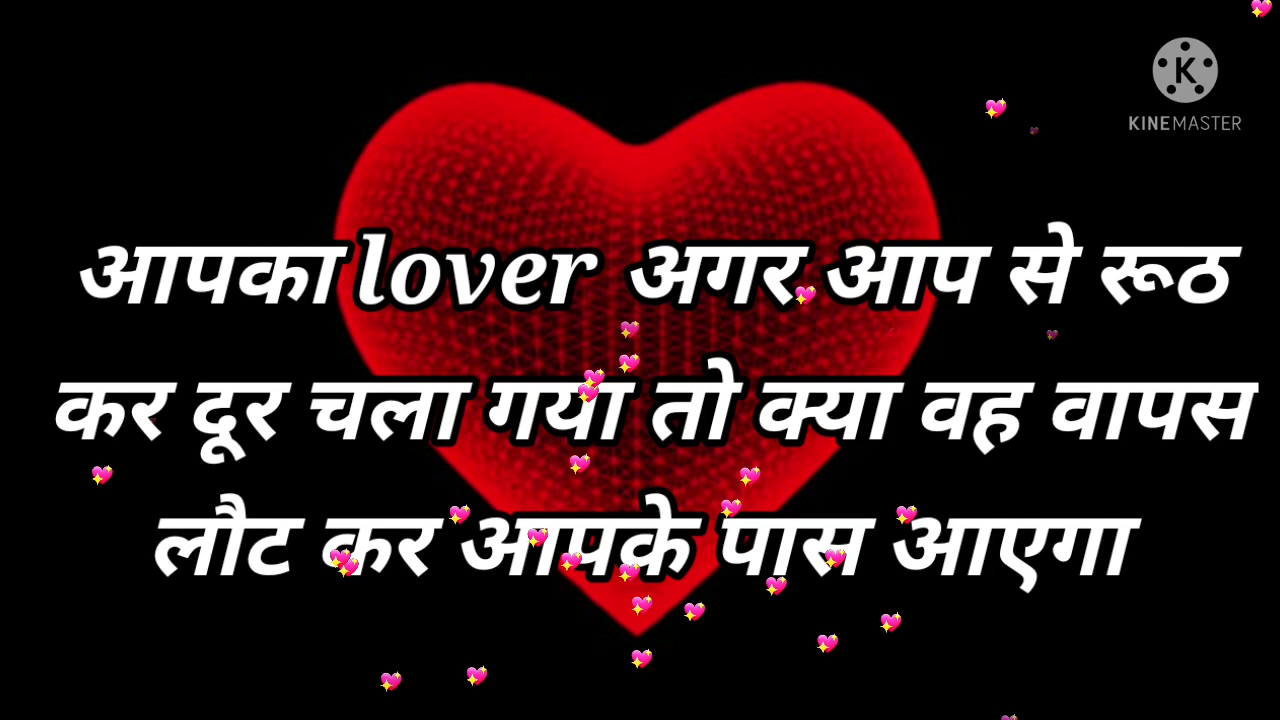 KINEMASTER
आपका lover अगर आप से रूठ
कर दूर चला गया तो क्या वह वापस
लौट कर आपके पास आएगा